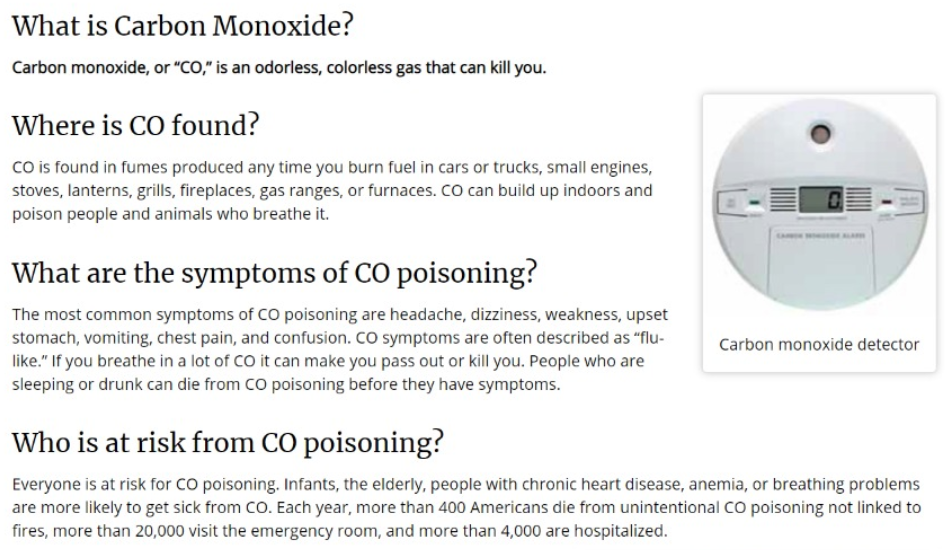 What is Carbon Monoxide?
Carbon monoxide, or “CO,” is an odorless, colorless gas that can kill you.
Where is CO found?
CO is found in fumes produced any time you burn fuel in cars or trucks, small engines,
stoves, lanterns, grills, fireplaces, gas ranges, or furnaces. CO can build up indoors and
poison people and animals who breathe it.
What are the symptoms of CO poisoning?
The most common symptoms of CO poisoning are headache, dizziness, weakness, upset
stomach, vomiting, chest pain, and confusion. CO symptoms are often described as “flu-
like.” If you breathe in a lot of CO it can make you pass out or kill you. People who are
sleeping or drunk can die from CO poisoning before they have symptoms.
0
CARBON MONOXIDE ALARM
Carbon monoxide detector
Who is at risk from CO poisoning?
Everyone is at risk for CO poisoning. Infants, the elderly, people with chronic heart disease, anemia, or breathing problems
are more likely to get sick from CO. Each year, more than 400 Americans die from unintentional CO poisoning not linked to
fires, more than 20,000 visit the emergency room, and more than 4,000 are hospitalized.